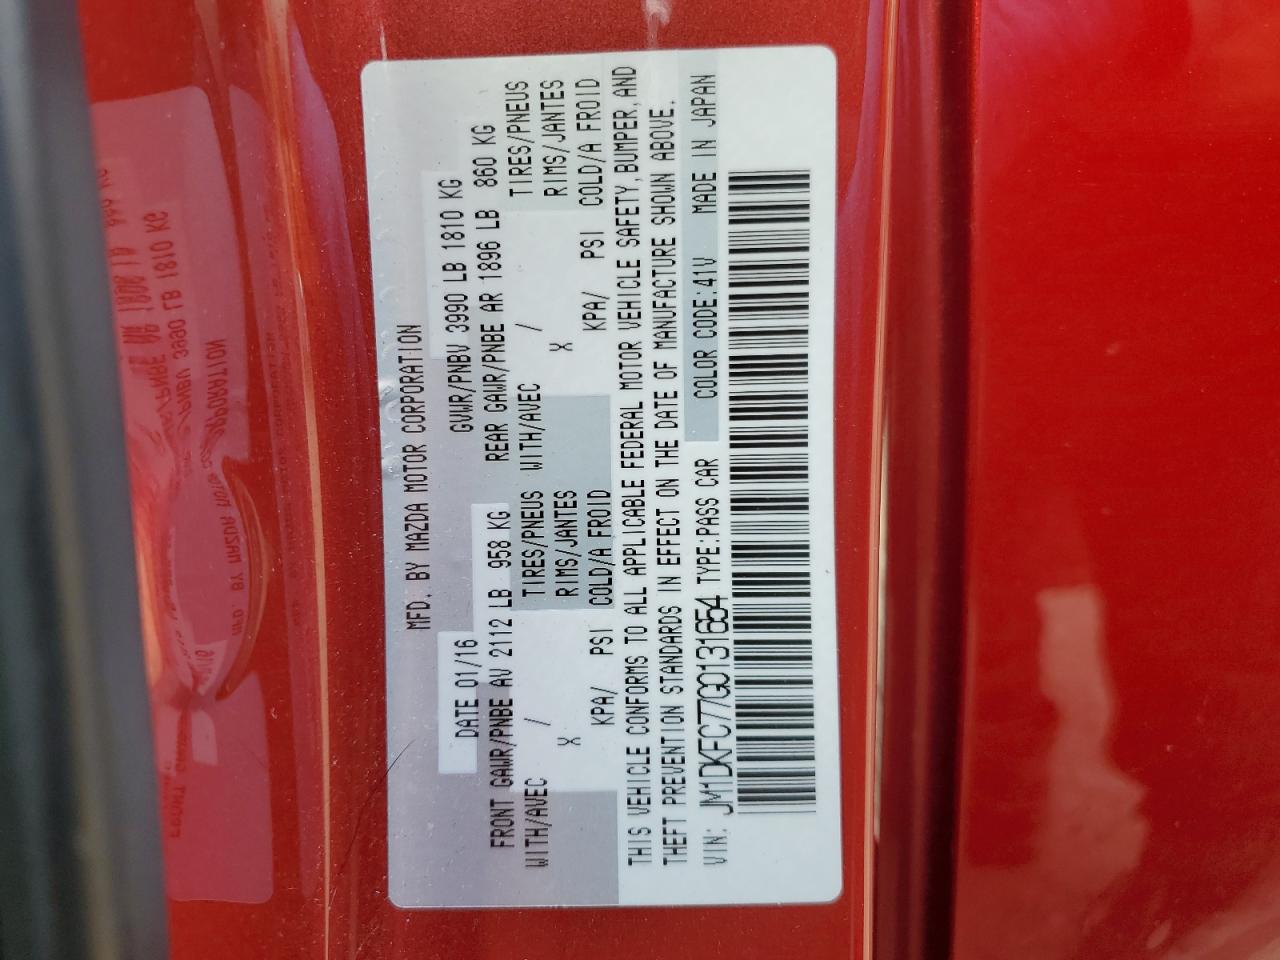 MFD. BY MAZDA MOTOR CORPORATION
DATE 01/16 GVWR/PNBV 3990 LB 1810 KG
FRONT GAWR/PNBE AV 2112 LB 958 KG REAR GAWR/PNBE AR 1896 LB 860 KG
WITH/AVEC / TIRES/PNEUS WITH/AVEC / TIRES/PNEUS
X RIMS/JANTES X RIMS/JANTES
KPA/ PSI COLD/A FROID KPA/ PSI COLD/A FROID
THIS VEHICLE CONFORMS TO ALL APPLICABLE FEDERAL MOTOR VEHICLE SAFETY, BUMPER, AND
THEFT PREVENTION STANDARDS IN EFFECT ON THE DATE OF MANUFACTURE SHOWN ABOVE.
VIN: JM1DKFC77G0131654 TYPE:PASS CAR COLOR CODE:41V MADE IN JAPAN